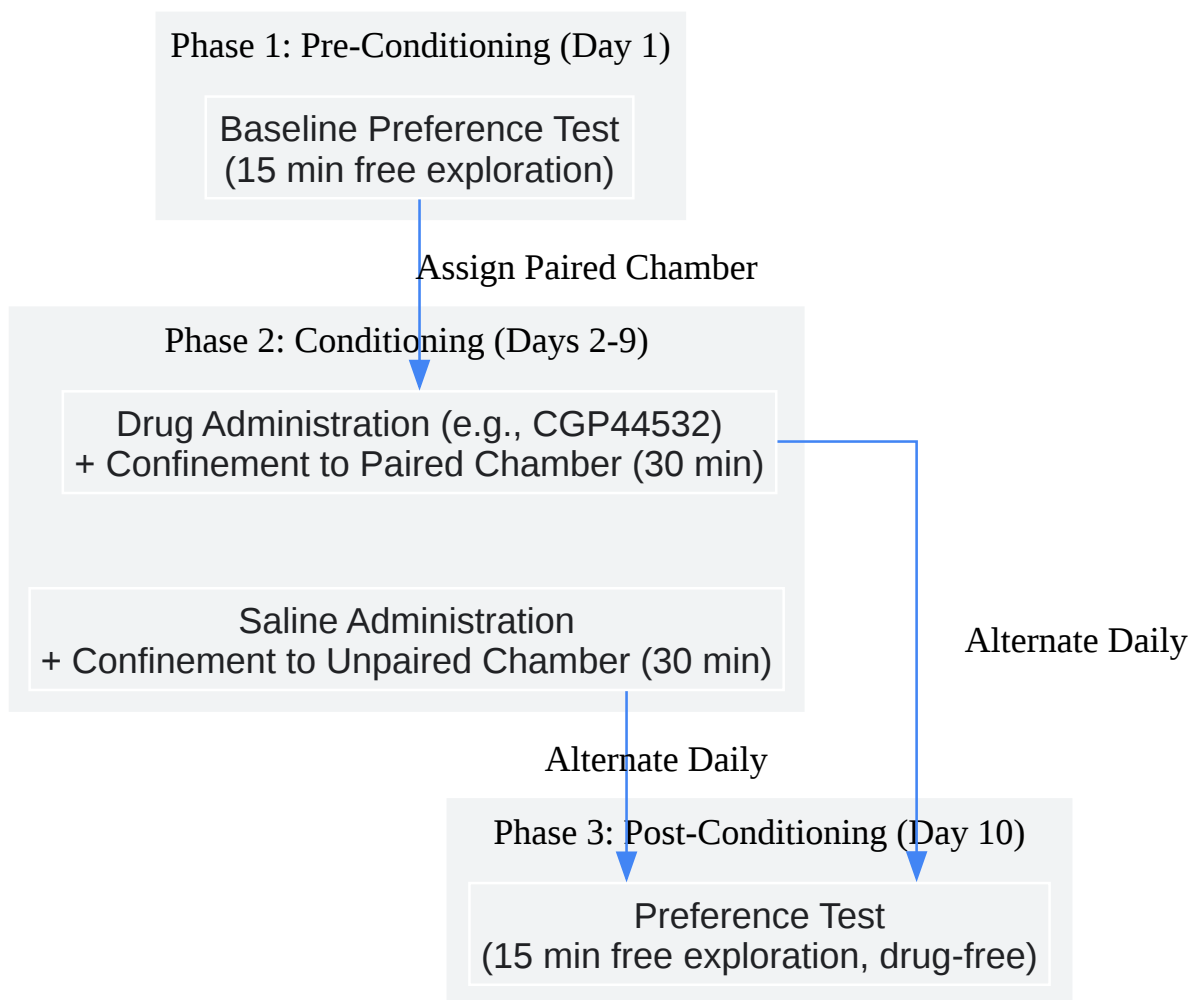 Phase 1: Pre-Conditioning (Day 1)
Baseline Preference Test
(15 min free exploration)
Assign Paired Chamber
Phase 2: Conditioning (Days 2-9)
Drug Administration (e.g., CGP44532)
+ Confinement to Paired Chamber (30 min)
Saline Administration
+ Confinement to Unpaired Chamber (30 min)
Alternate Daily
Alternate Daily
Phase 3: Post-Conditioning (Day 10)
Preference Test
(15 min free exploration, drug-free)